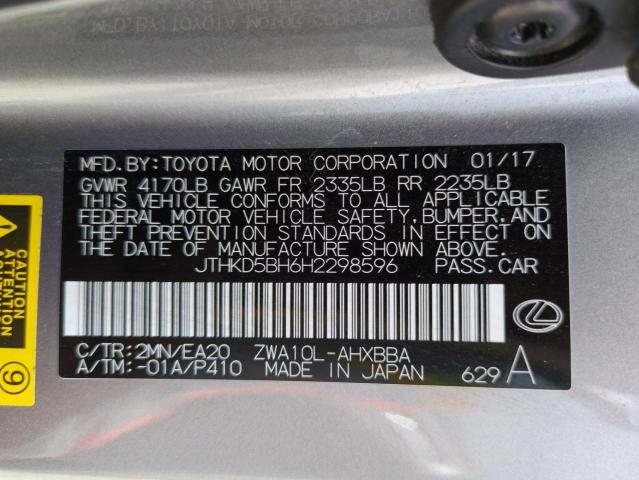 MFD.BY:TOYOTA MOTOR CORPORATION 01/17
GVWR 4170LB GAWR FR 2335LB RR 2235LB
THIS VEHICLE CONFORMS TO ALL APPLICABLE
FEDERAL MOTOR VEHICLE SAFETY, BUMPER, AND
THEFT PREVENTION STANDARDS IN EFFECT ON
THE DATE OF MANUFACTURE SHOWN ABOVE.
JTHKD5BH6H2298596 PASS.CAR
C/TR:2MN/EA20 ZWA10L-AHXBBA
A/TM:-01A/P410 MADE IN JAPAN 629 A
CAUTION
ATTENTION
9